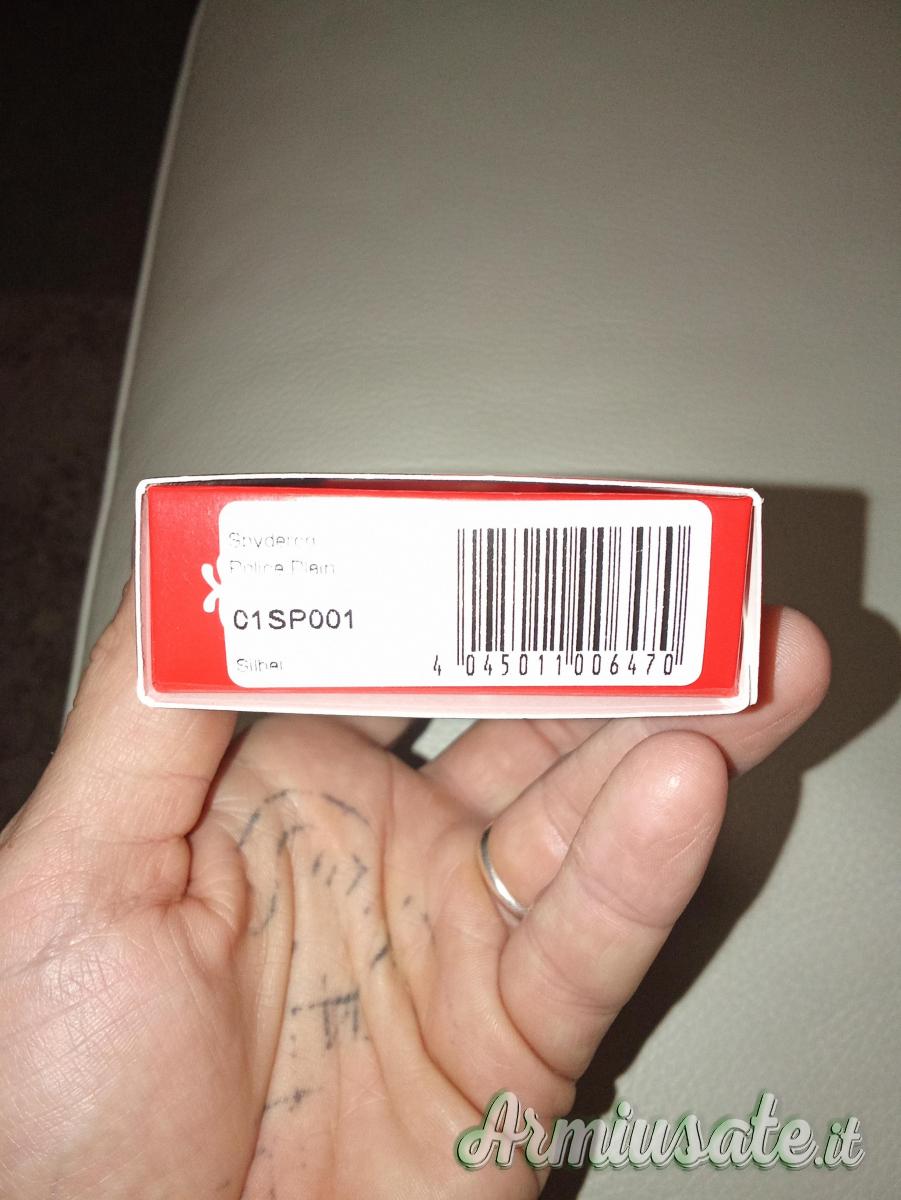 Spyderco
Police Plain
01SP001
Silber
4 045011 006470
Armiusate.it